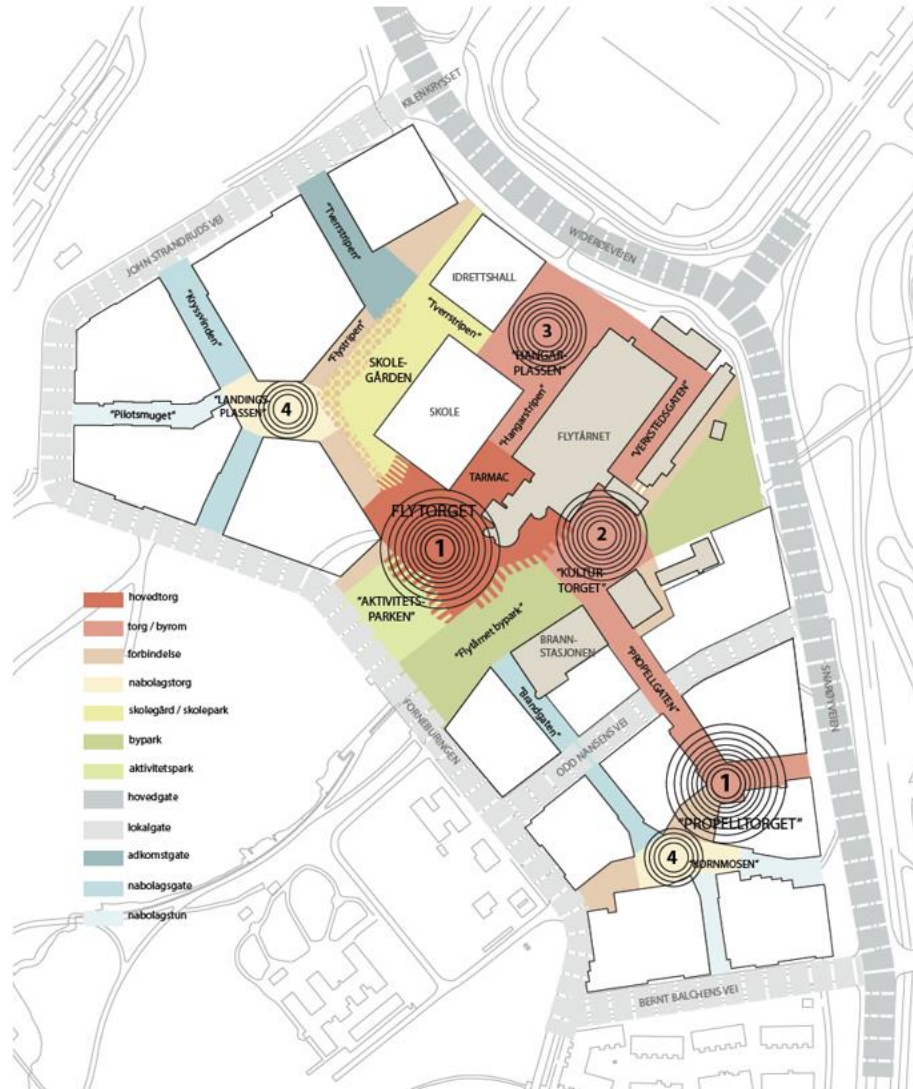 KILENKRYSSET
JOHN STRANDRUDS VEI
WIDERØEVEIEN
"Tverrstripen"
IDRETTSHALL
"Kryssvinden"
"Tverrstripen"
3
"HANGAR-
PLASSEN"
"Flystripen"
SKOLE-
GÅRDEN
"Pilotsmuget"
"LANDINGS-
PLASSEN"
4
SKOLE
"Hangarstripen"
FLYTÅRNET
"VERKSTEDSGATEN"
TARMAC
FLYTORGET
1
2
"KULTUR-
TORGET"
"AKTIVITETS-
PARKEN"
"Flytårnet bypark"
BRANN-
STASJONEN
"PROPELLGATEN"
"Brandgaten"
FORNEBURINGEN
ODD NANSENS VEI
SNARØYVEIEN
1
"PROPELLTORGET"
4
"KORNMOSEN"
BERNT BALCHENS VEI
hovedtorg
torg / byrom
forbindelse
nabolagstorg
skolegård / skolepark
bypark
aktivitetspark
hovedgate
lokalgate
adkomstgate
nabolagsgate
nabolagstun